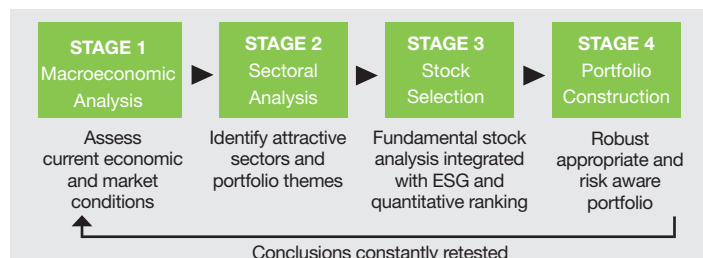 STAGE 1
Macroeconomic
Analysis
STAGE 2
Sectoral
Analysis
STAGE 3
Stock
Selection
STAGE 4
Portfolio
Construction
Assess
current economic
and market
conditions
Identify attractive
sectors and
portfolio themes
Fundamental stock
analysis integrated
with ESG and
quantitative ranking
Robust
appropriate and
risk aware
portfolio
Conclusions constantly retested